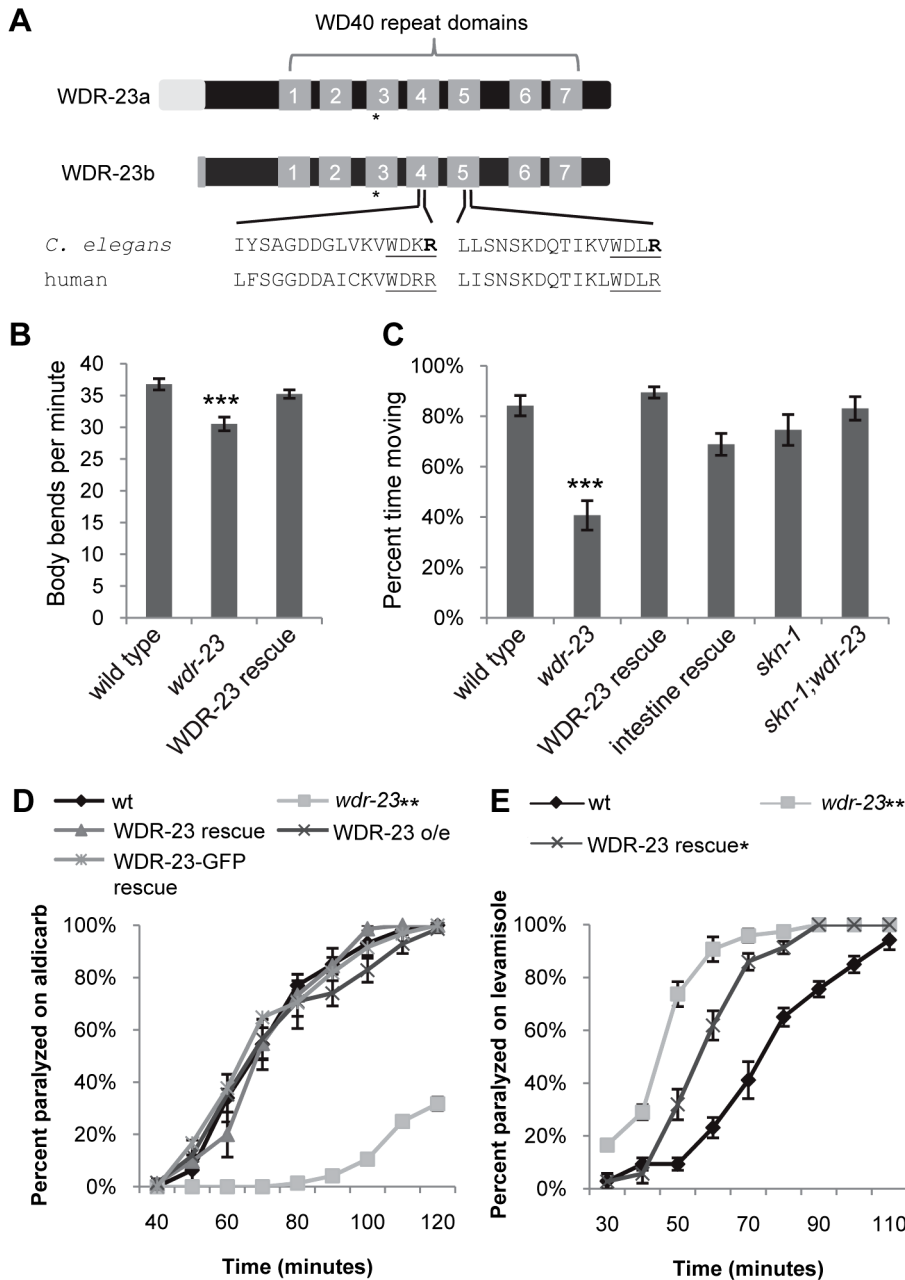 A
WD40 repeat domains
WDR-23a 1 2 3 4 5 6 7
*
WDR-23b 1 2 3 4 5 6 7
*
C. elegans IYSAGDDGLVKVWDKR LLSNSKDQTIKVWDLR
human LFSGGDDAICKVWDRR LISNSKDQTIKLWDLR
B
Body bends per minute
40
35
30
25
20
15
10
5
0
***
wild type
wdr-23
WDR-23 rescue
C
Percent time moving
100%
80%
60%
40%
20%
0%
***
wild type
wdr-23
WDR-23 rescue
intestine rescue
skn-1
skn-1;wdr-23
D
wt
wdr-23**
WDR-23 rescue
WDR-23 o/e
WDR-23-GFP
rescue
Percent paralyzed on aldicarb
100%
80%
60%
40%
20%
0%
40 60 80 100 120
Time (minutes)
E
wt
wdr-23**
WDR-23 rescue*
Percent paralyzed on levamisole
100%
80%
60%
40%
20%
0%
30 50 70 90 110
Time (minutes)